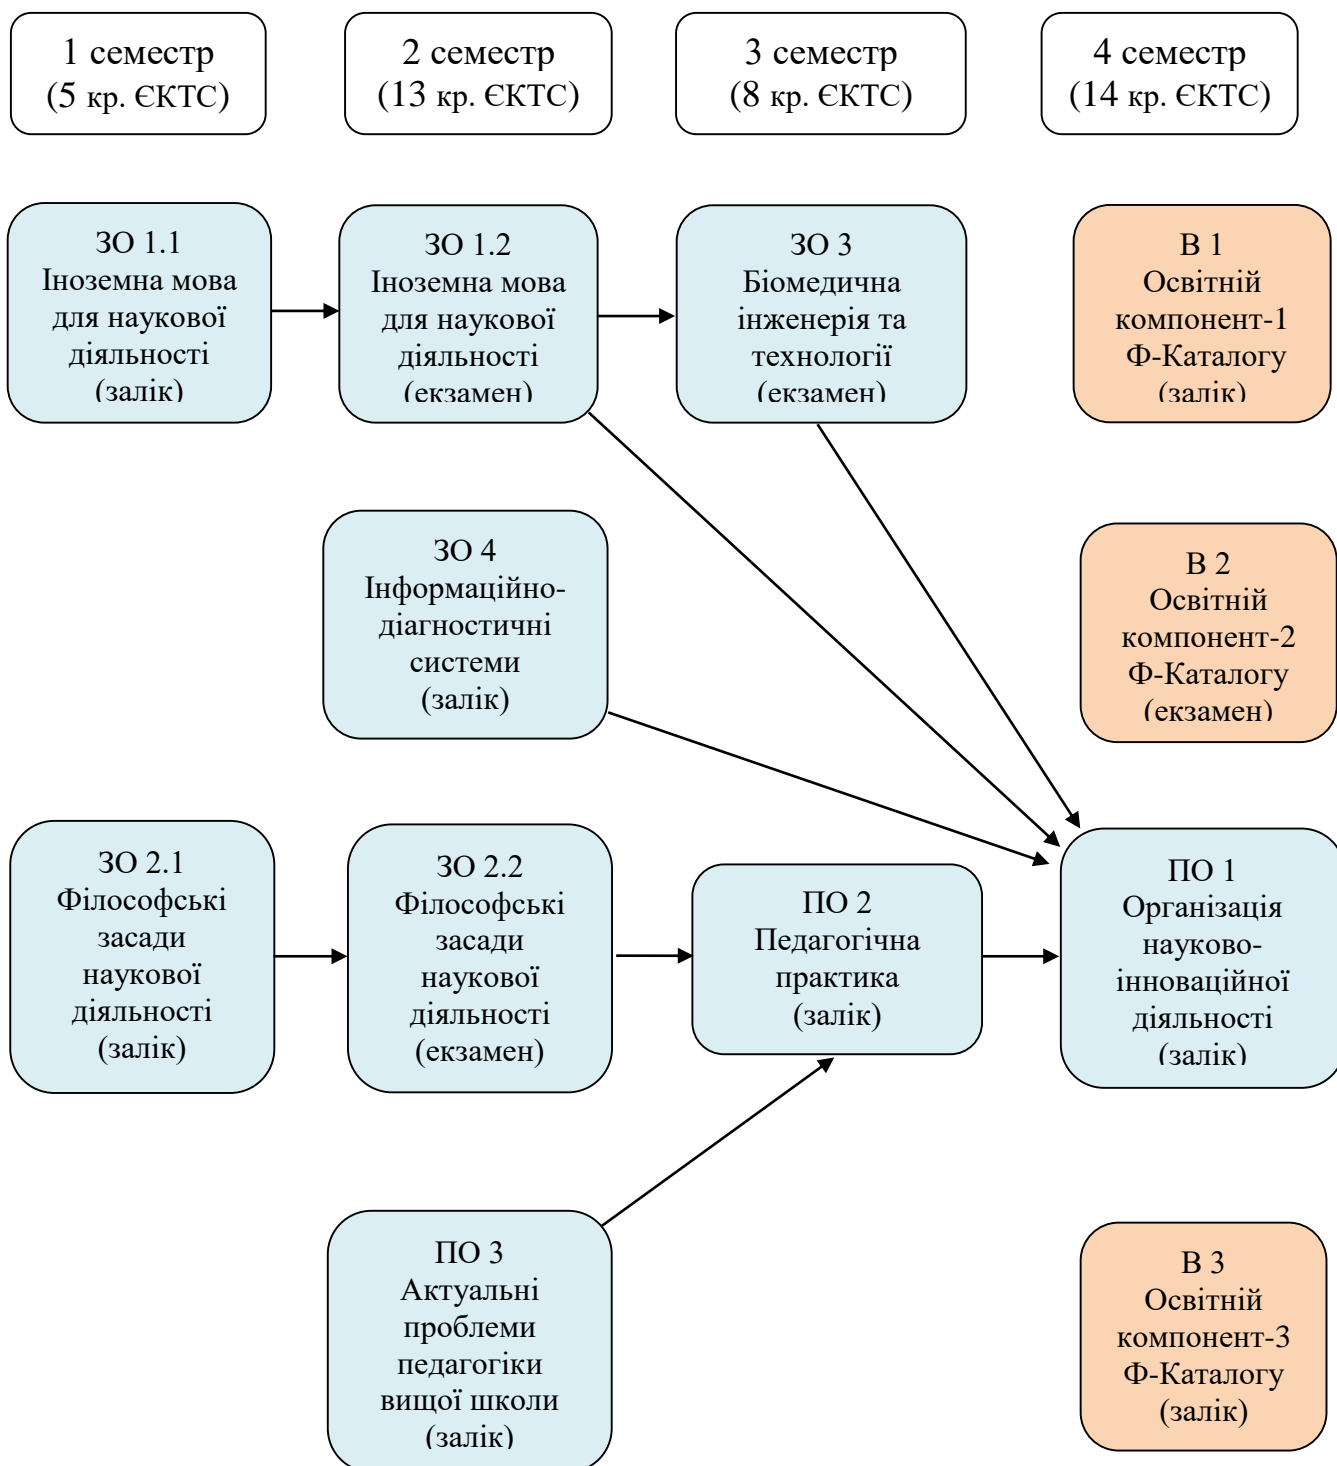 1 семестр
(5 кр. ЄКТС)
2 семестр
(13 кр. ЄКТС)
3 семестр
(8 кр. ЄКТС)
4 семестр
(14 кр. ЄКТС)
ЗО 1.1
Іноземна мова
для наукової
діяльності
(залік)
ЗО 1.2
Іноземна мова
для наукової
діяльності
(екзамен)
ЗО 3
Біомедична
інженерія та
технології
(екзамен)
В 1
Освітній
компонент-1
Ф-Каталогу
(залік)
ЗО 4
Інформаційно-
діагностичні
системи
(залік)
В 2
Освітній
компонент-2
Ф-Каталогу
(екзамен)
ЗО 2.1
Філософські
засади
наукової
діяльності
(залік)
ЗО 2.2
Філософські
засади
наукової
діяльності
(екзамен)
ПО 2
Педагогічна
практика
(залік)
ПО 1
Організація
науково-
інноваційної
діяльності
(залік)
ПО 3
Актуальні
проблеми
педагогіки
вищої школи
(залік)
В 3
Освітній
компонент-3
Ф-Каталогу
(залік)